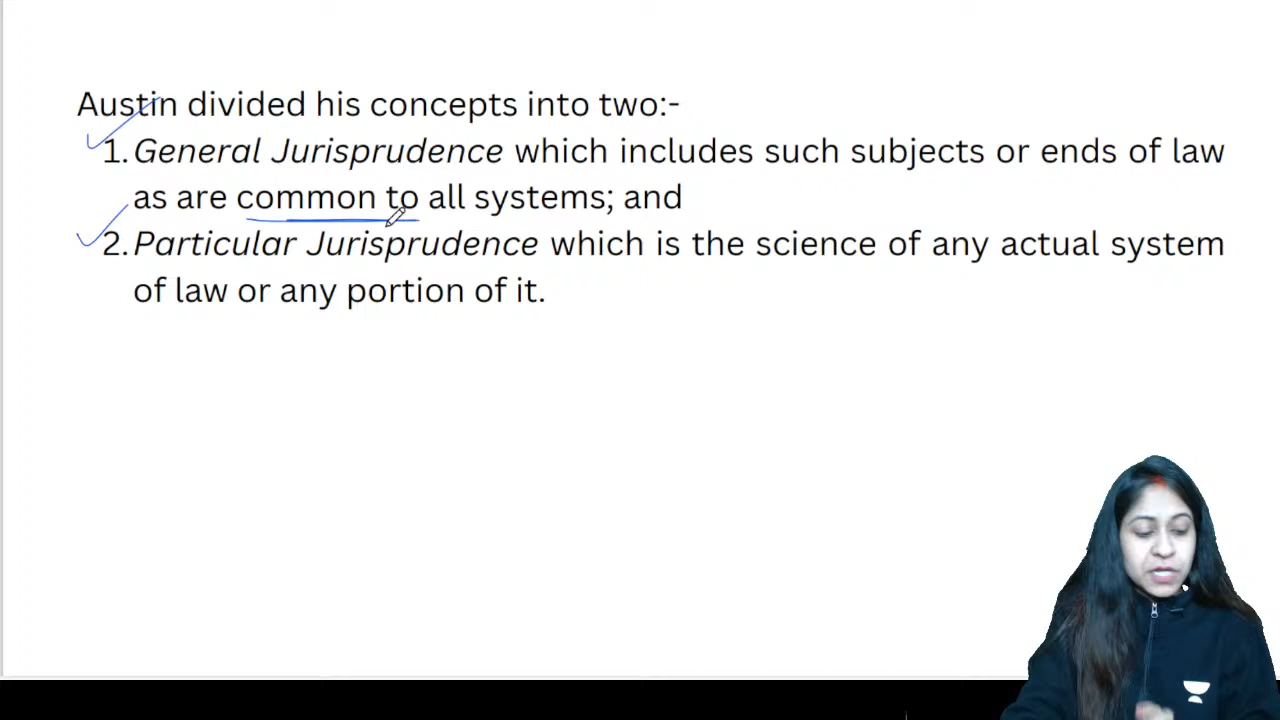 Austin divided his concepts into two:-
1. General Jurisprudence which includes such subjects or ends of law
as are common to all systems; and
2. Particular Jurisprudence which is the science of any actual system
of law or any portion of it.